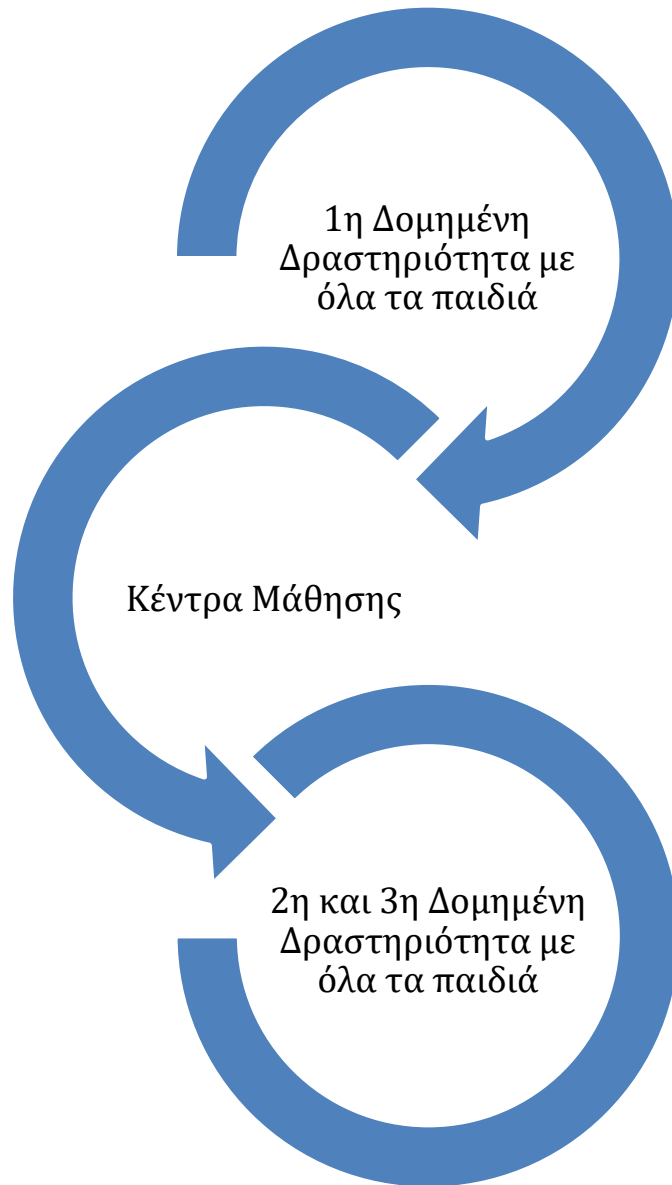 1η Δομημένη
Δραστηριότητα με
όλα τα παιδιά
Κέντρα Μάθησης
2η και 3η Δομημένη
Δραστηριότητα με
όλα τα παιδιά